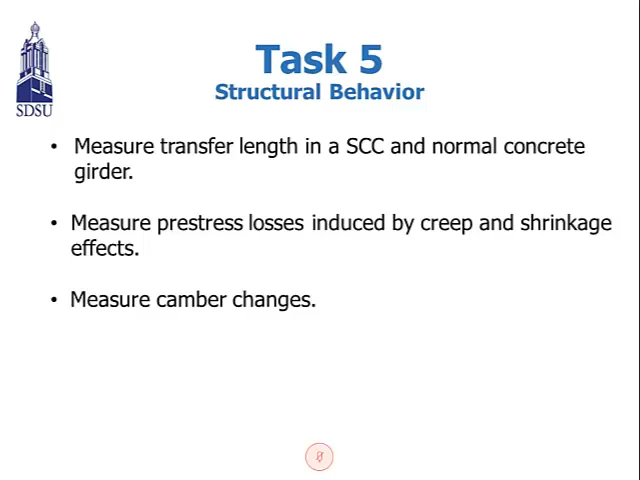 Task 5
Structural Behavior
SDSU
• Measure transfer length in a SCC and normal concrete
girder.
• Measure prestress losses induced by creep and shrinkage
effects.
• Measure camber changes.